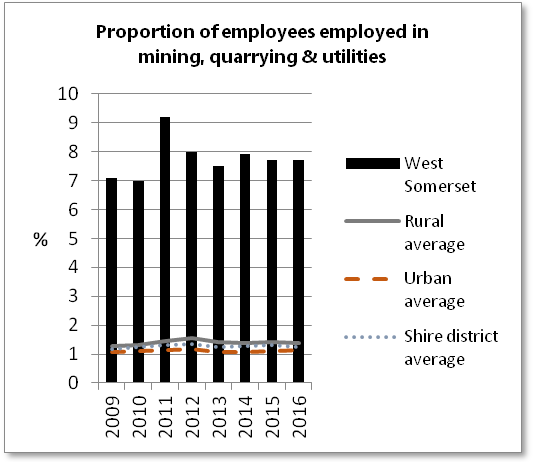 Proportion of employees employed in
mining, quarrying & utilities
10
9
8
7
6
5
4
3
2
1
0
%
2009
2010
2011
2012
2013
2014
2015
2016
West
Somerset
Rural
average
Urban
average
Shire district
average